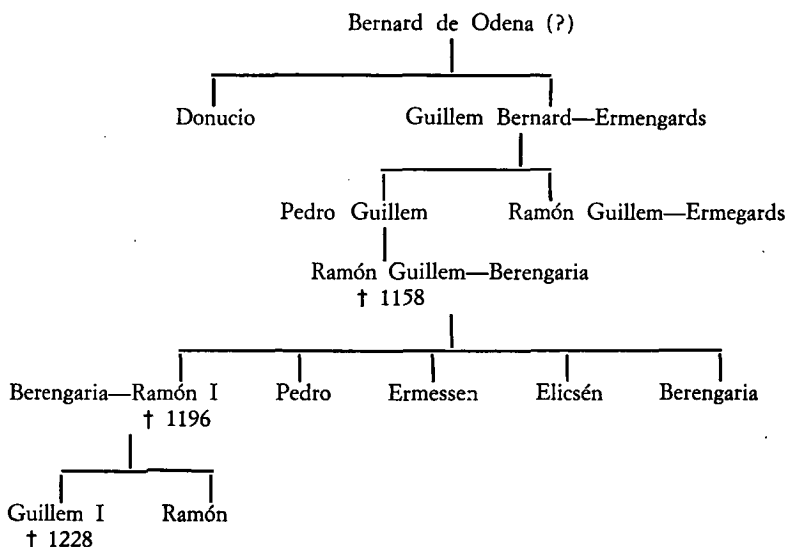 Bernard de Odena (?)
Donucio Guillem Bernard—Ermengards
Pedro Guillem Ramón Guillem—Ermegards
Ramón Guillem—Berengaria
† 1158
Berengaria—Ramón I Pedro Ermessen Elicsén Berengaria
† 1196
Guillem I Ramón
† 1228